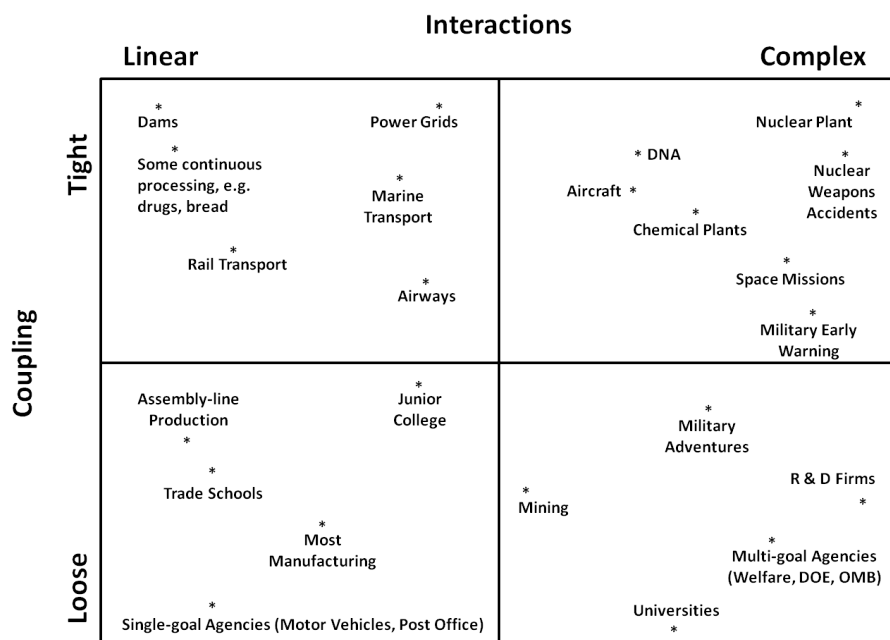 Interactions
Linear
Complex
Coupling
Tight
Loose
* Dams
* Power Grids
* Some continuous
processing, e.g.
drugs, bread
* Marine
Transport
* Rail Transport
* Airways
* Nuclear Plant
* DNA
* Nuclear
Weapons
Accidents
Aircraft *
* Chemical Plants
* Space Missions
* Military Early
Warning
Assembly-line
Production
*
* Junior
College
* Trade Schools
* Most
Manufacturing
* Single-goal Agencies (Motor Vehicles, Post Office)
* Military
Adventures
R & D Firms
*
* Mining
* Multi-goal Agencies
(Welfare, DOE, OMB)
Universities
*